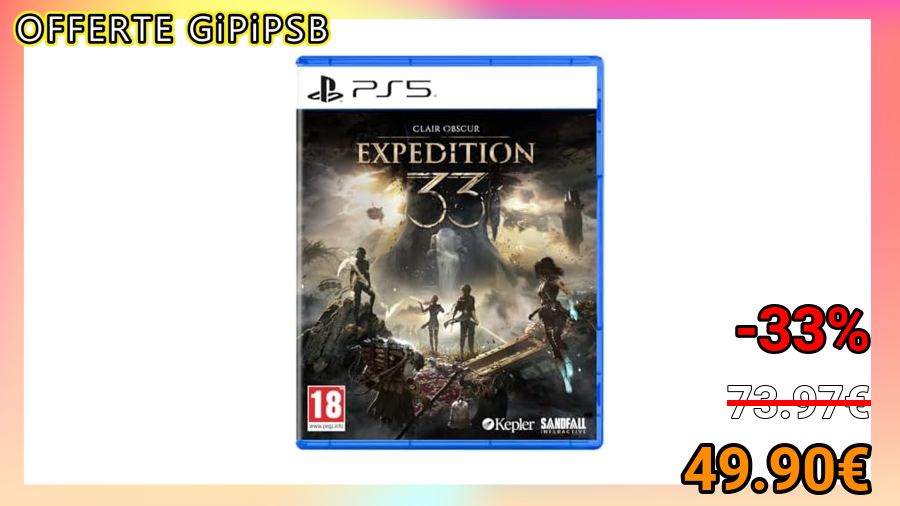 OFFERTE GiPiPSB
PS5
CLAIR OBSCUR
EXPEDITION
33
18
www.pegi.info
Kepler
SANDFALL
INTERACTIVE
-33%
73.97€
49.90€